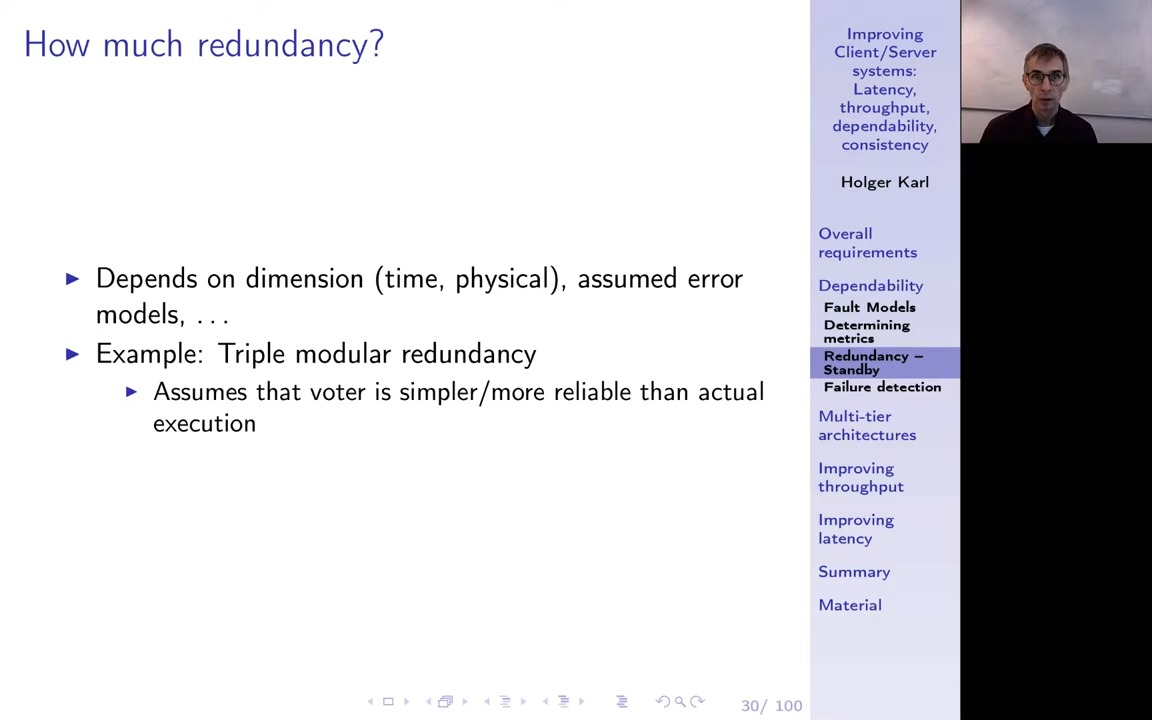 How much redundancy?
▶ Depends on dimension (time, physical), assumed error
models, ...
▶ Example: Triple modular redundancy
▶ Assumes that voter is simpler/more reliable than actual
execution
Improving
Client/Server
systems:
Latency,
throughput,
dependability,
consistency
Holger Karl
Overall
requirements
Dependability
Fault Models
Determining
metrics
Redundancy –
Standby
Failure detection
Multi-tier
architectures
Improving
throughput
Improving
latency
Summary
Material
30/ 100